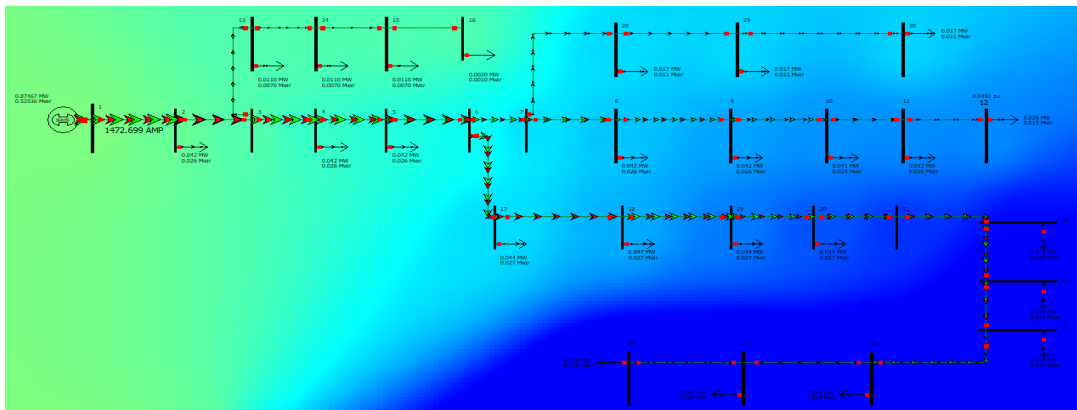 13
14
15
16
28
29
30
0.017 MW
0.011 Mvar
0.0020 MW
0.0010 Mvar
0.0110 MW
0.0070 Mvar
0.0110 MW
0.0070 Mvar
0.0110 MW
0.0070 Mvar
0.017 MW
0.011 Mvar
0.017 MW
0.011 Mvar
0.87467 MW
0.52536 Mvar
1
2
3
4
5
6
7
8
9
10
11
0.9491 pu
12
1472.699 AMP
0.026 MW
0.015 Mvar
0.042 MW
0.026 Mvar
0.042 MW
0.026 Mvar
0.042 MW
0.026 Mvar
0.042 MW
0.026 Mvar
0.042 MW
0.026 Mvar
0.041 MW
0.025 Mvar
0.042 MW
0.026 Mvar
17
18
19
20
21
0.044 MW
0.027 Mvar
0.044 MW
0.027 Mvar
0.044 MW
0.027 Mvar
0.044 MW
0.027 Mvar